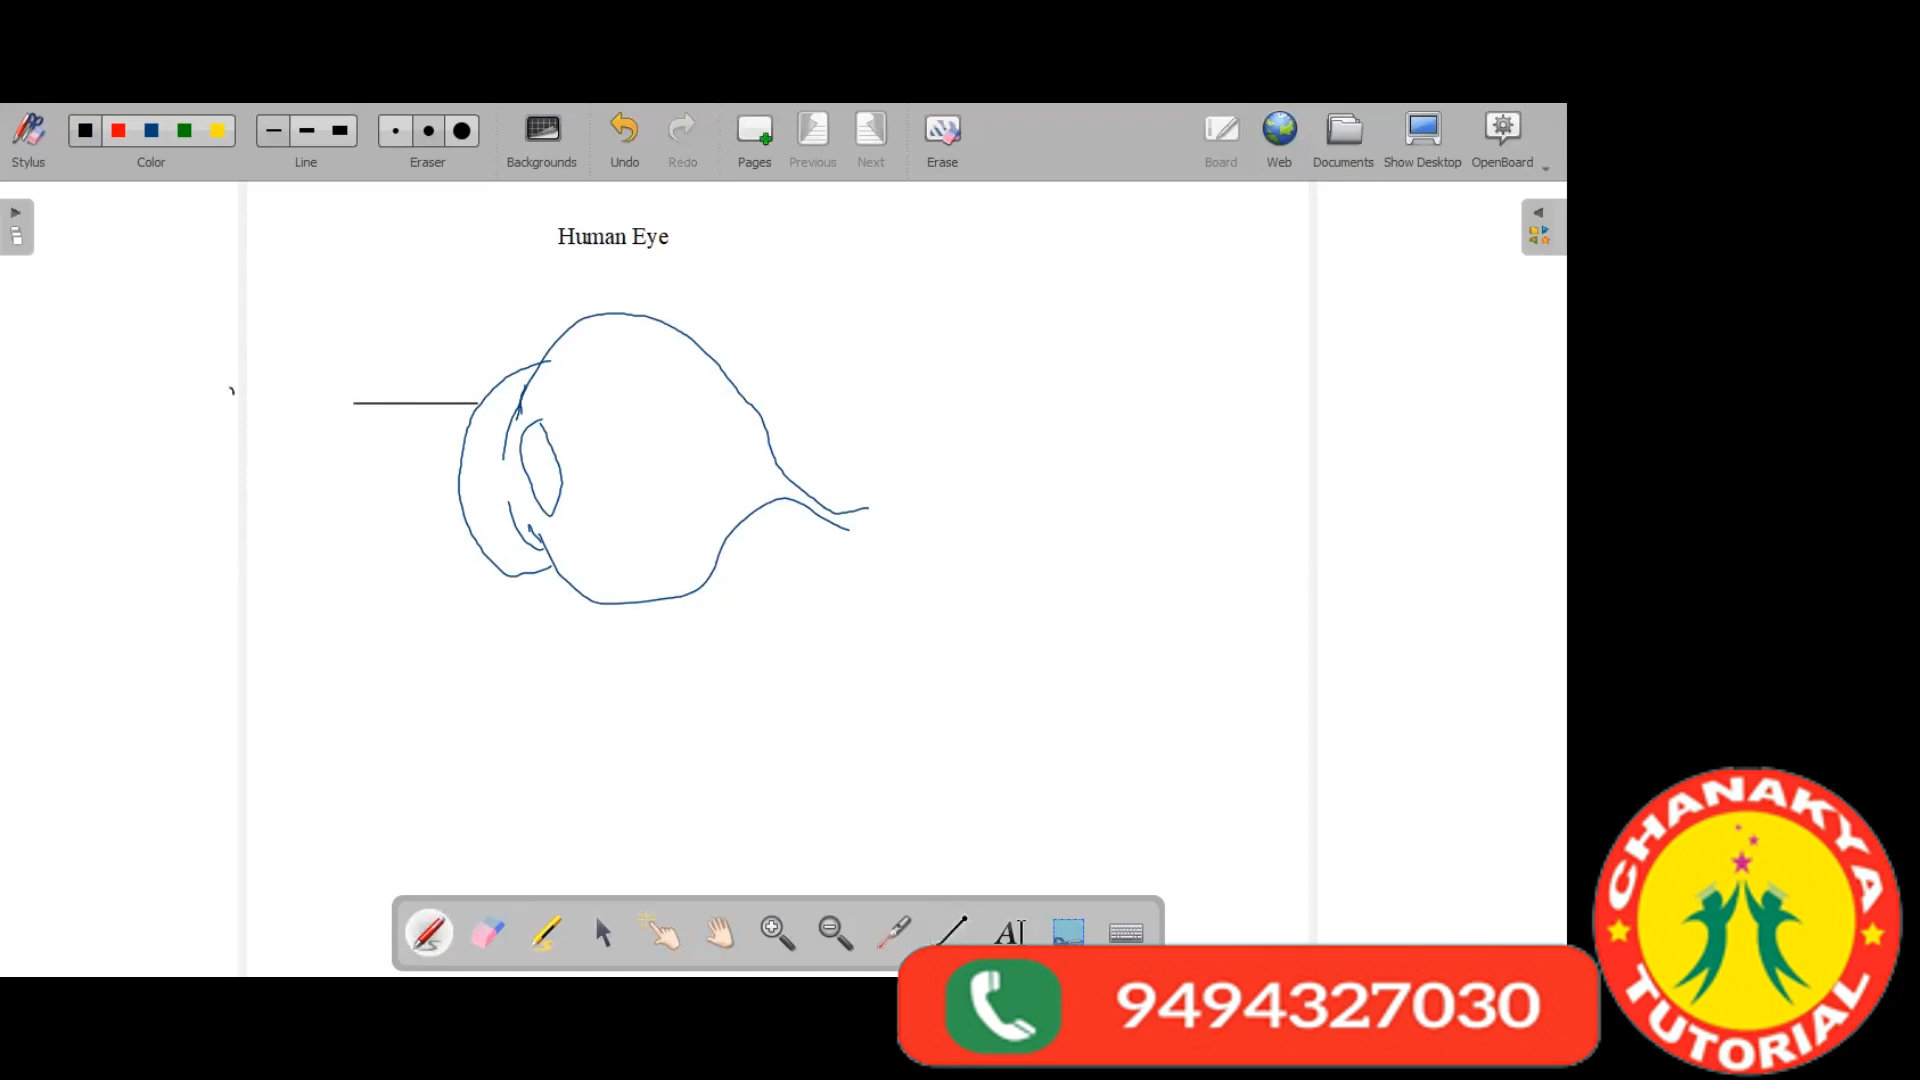 Stylus
Color
Line
Eraser
Backgrounds
Undo
Redo
Pages
Previous
Next
Erase
Board
Web
Documents
Show Desktop
OpenBoard
Human Eye
A
9494327030
CHANAKYA
TUTORIAL